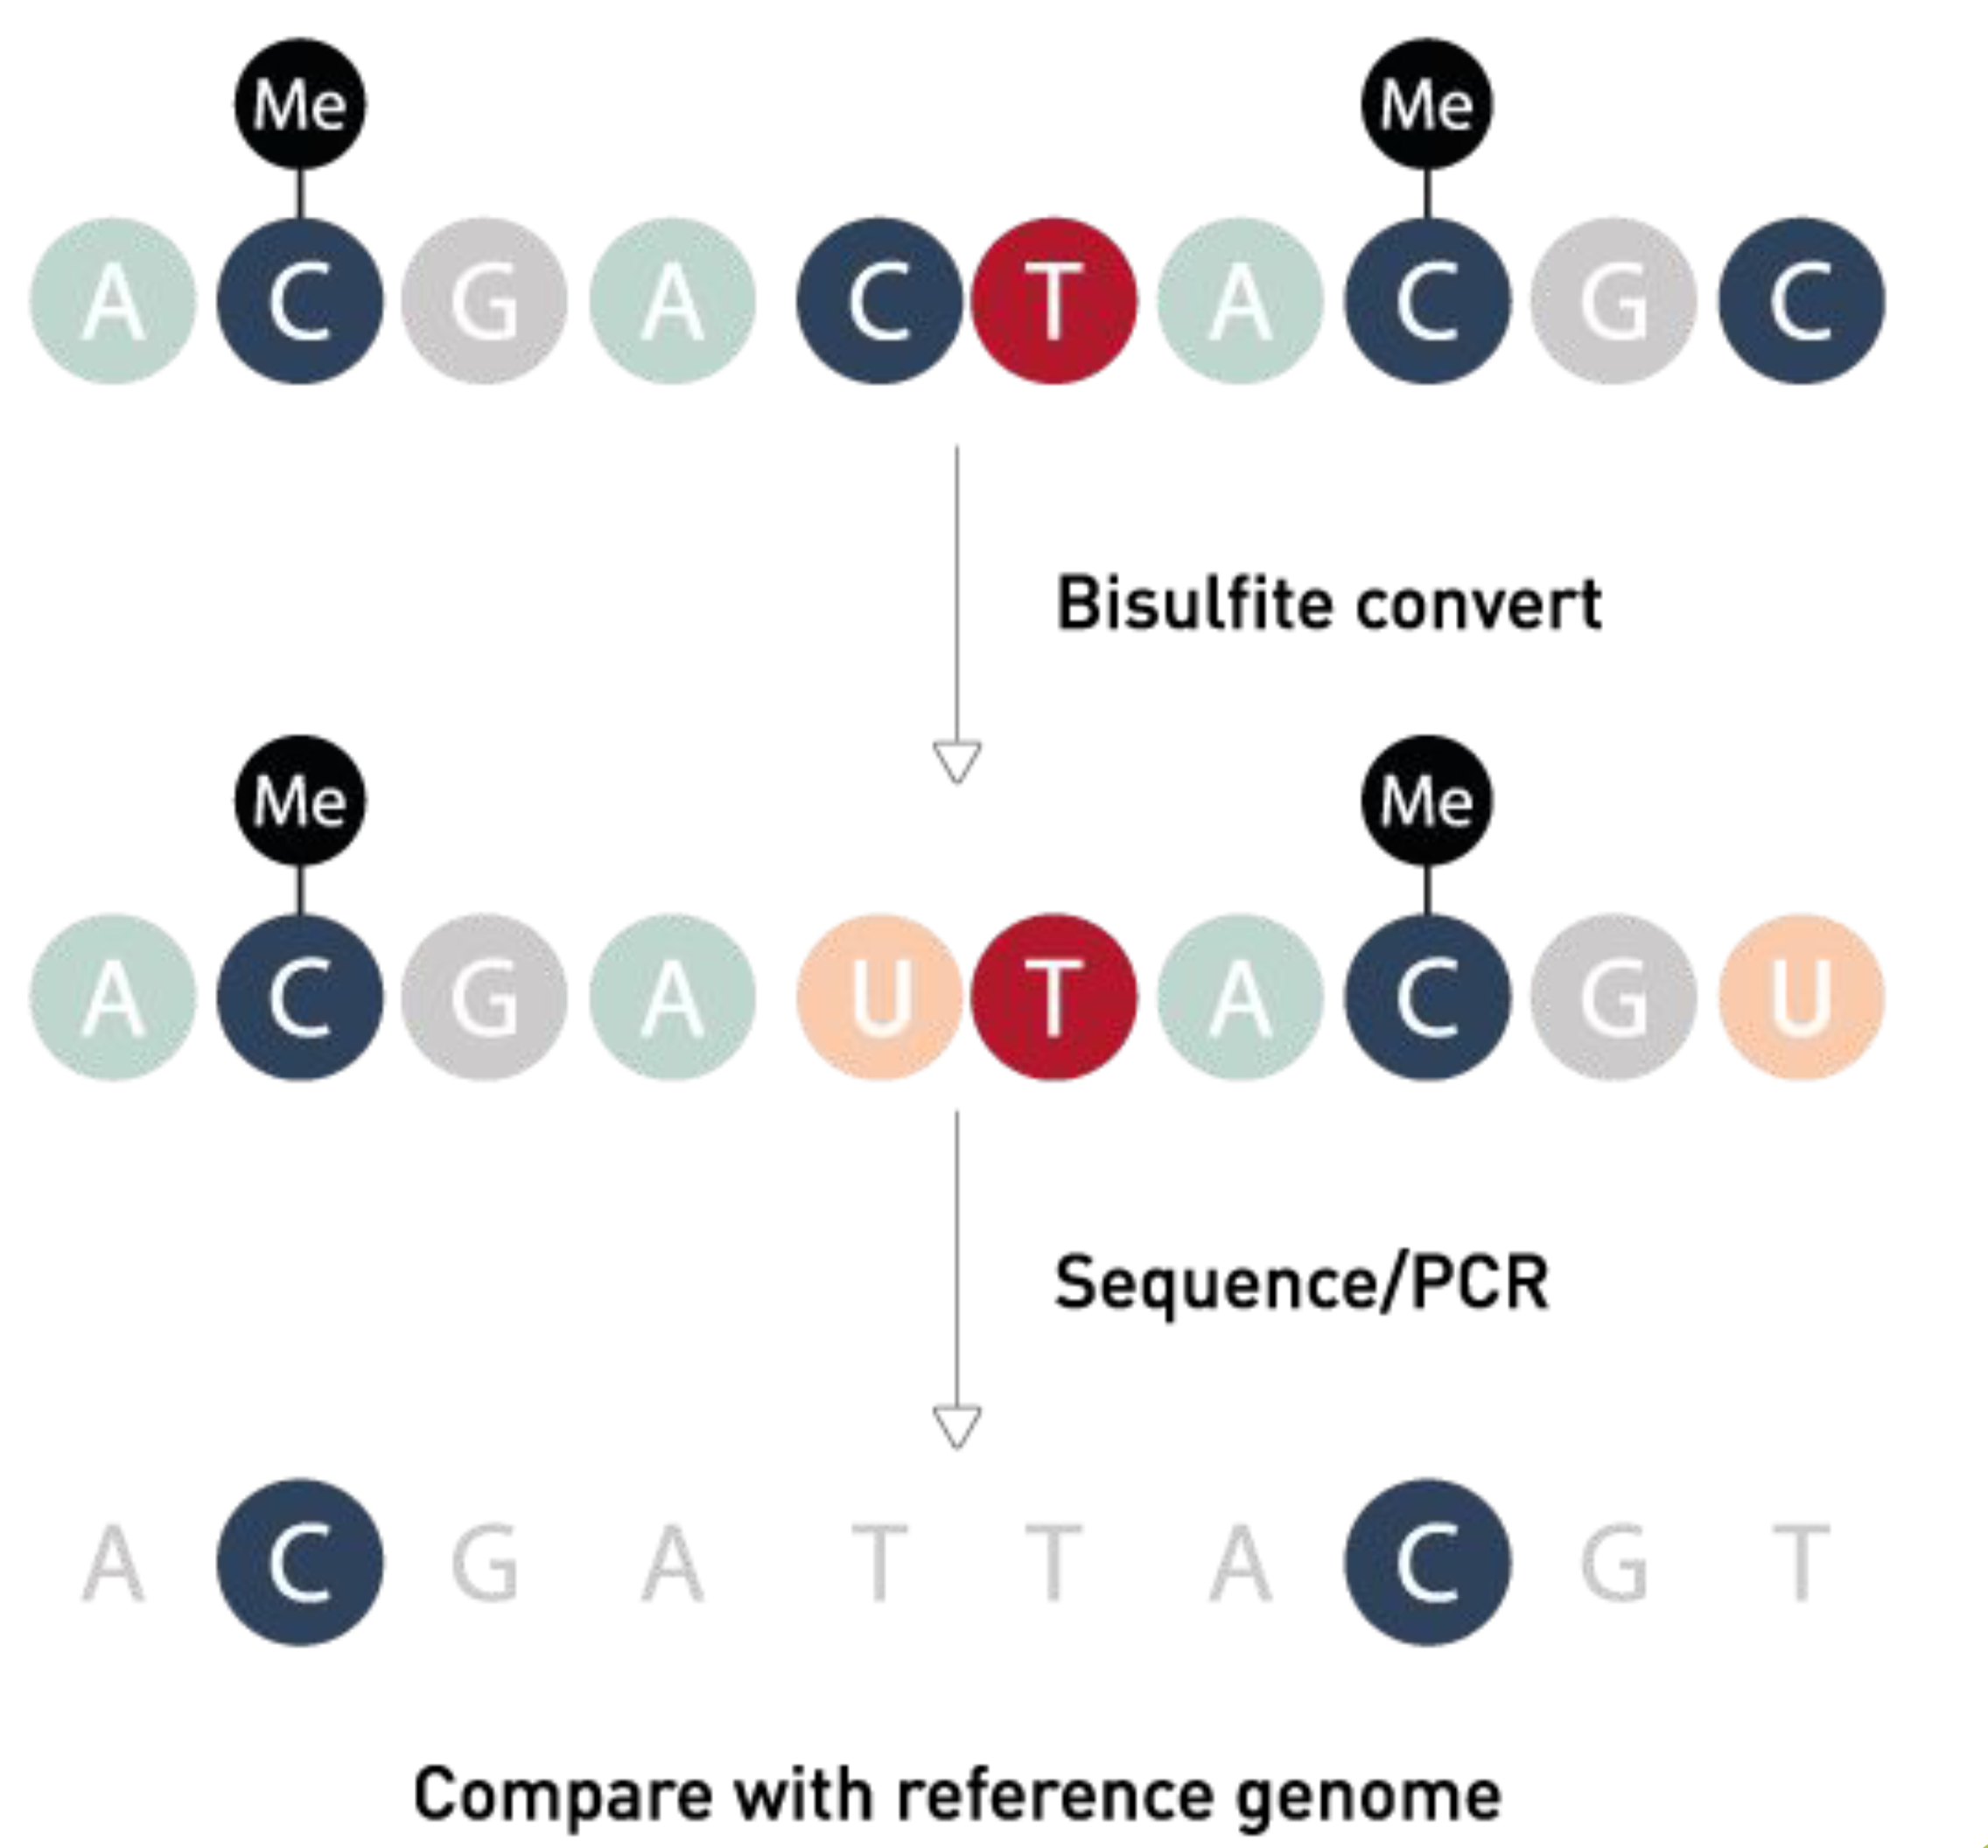 Me Me
A C G A C T A C G C
Bisulfite convert
Me Me
A C G A U T A C G U
Sequence/PCR
A C G A T T A C G T
Compare with reference genome